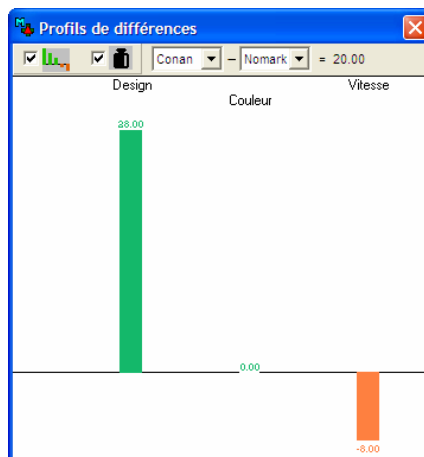 Profils de différences
Conan – Nomark = 20.00
Design Vitesse
Couleur
28.00
0.00
-8.00